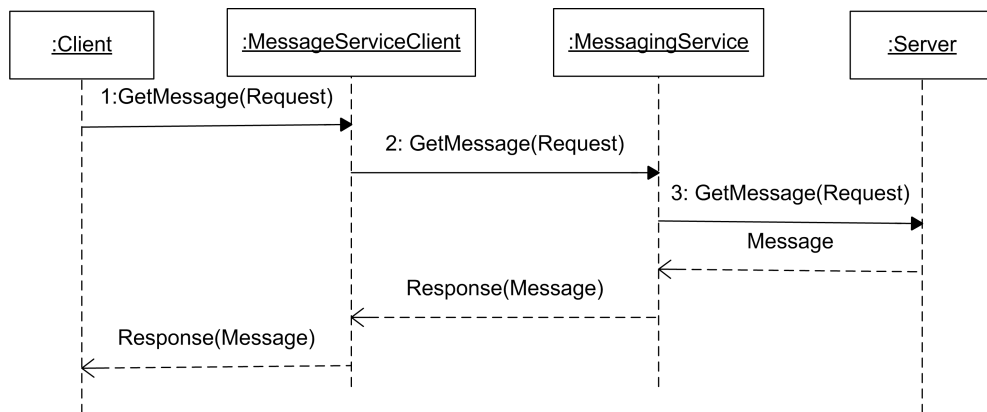 :Client
:MessageServiceClient
:MessagingService
:Server
1:GetMessage(Request)
2: GetMessage(Request)
3: GetMessage(Request)
Message
Response(Message)
Response(Message)